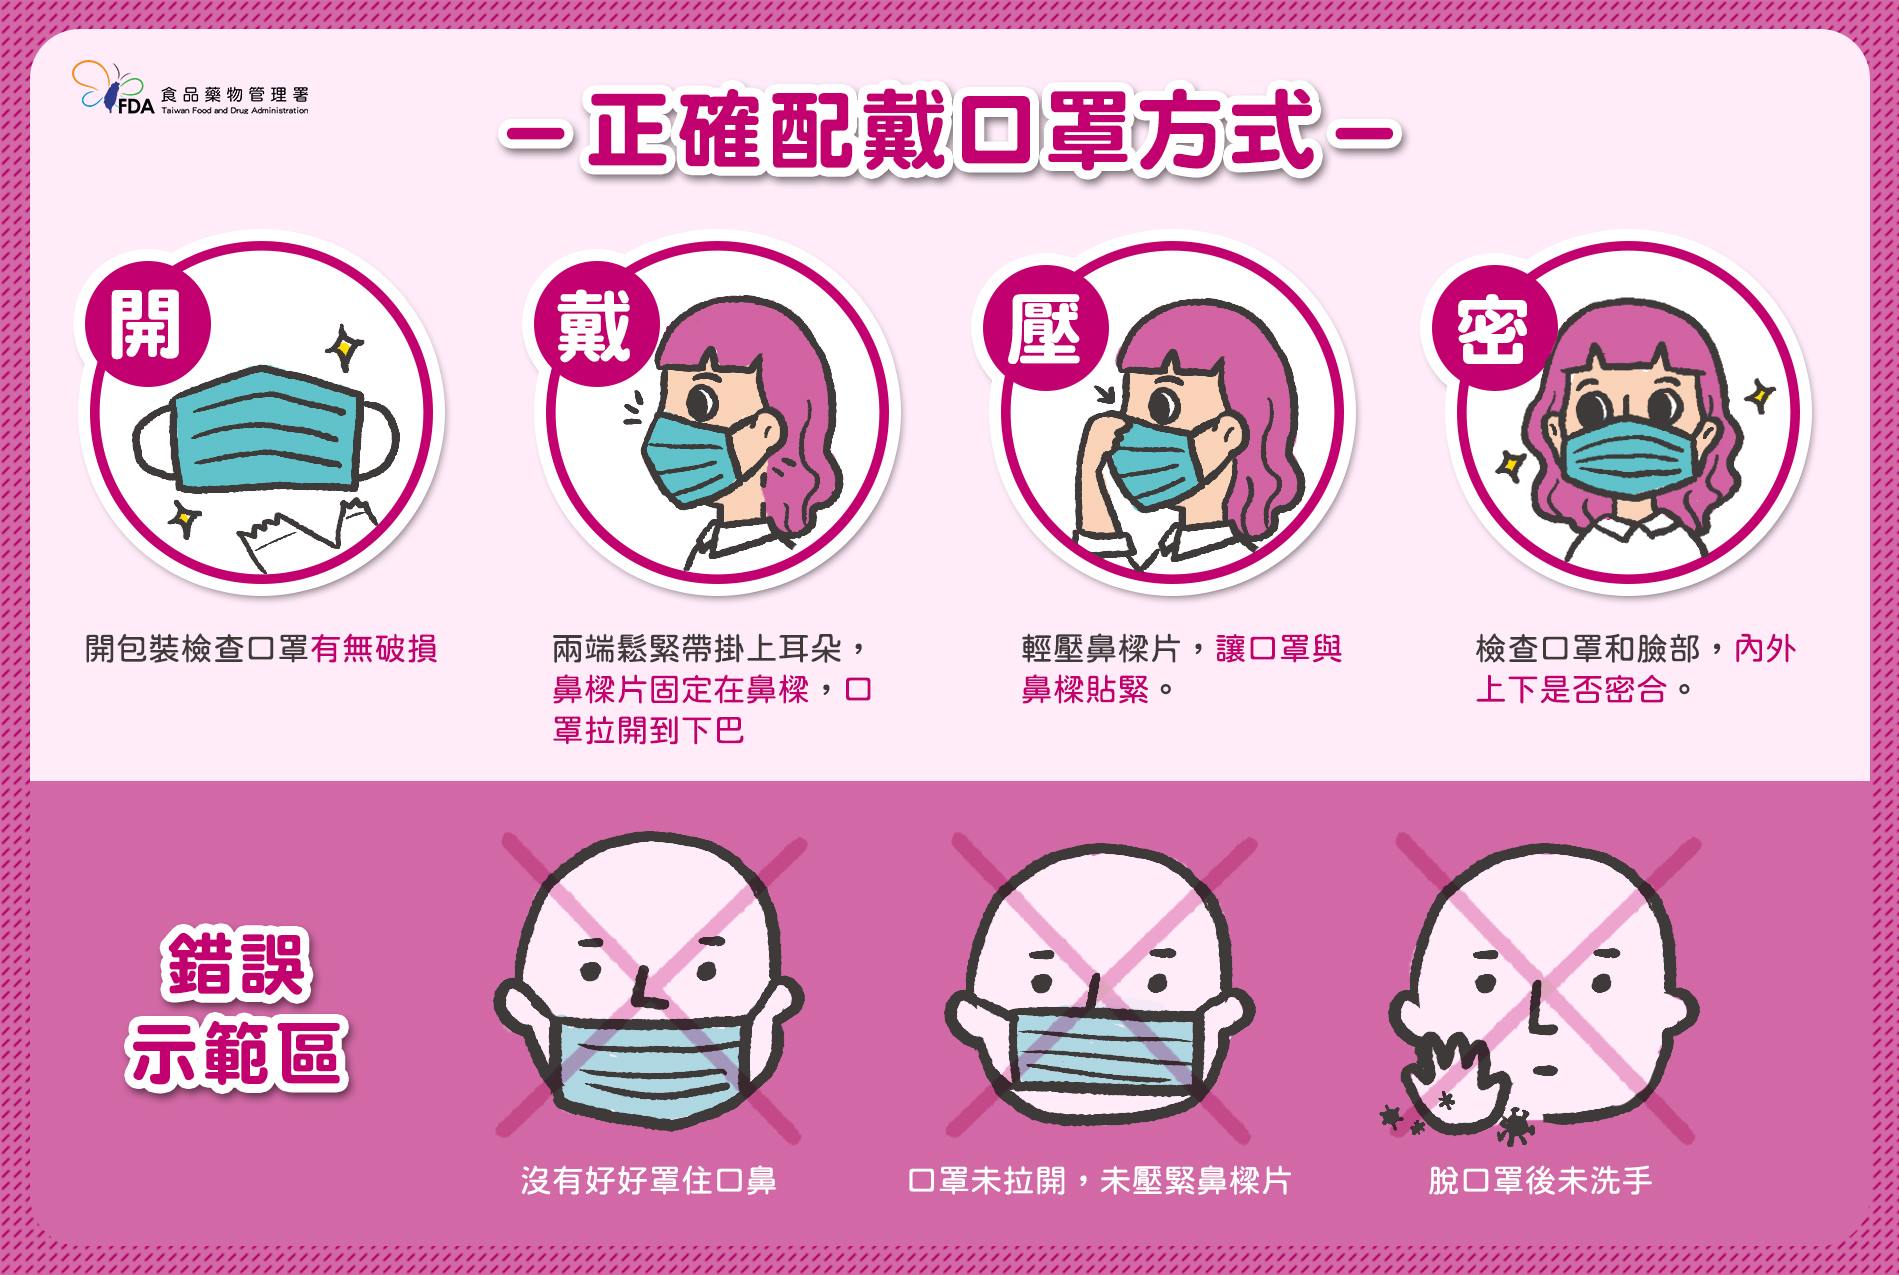 FDA 食品藥物管理署
Taiwan Food and Drug Administration
－正確配戴口罩方式－
開
戴
壓
密
開包裝檢查口罩有無破損
兩端鬆緊帶掛上耳朵，
鼻樑片固定在鼻樑，口
罩拉開到下巴
輕壓鼻樑片，讓口罩與
鼻樑貼緊。
檢查口罩和臉部，內外
上下是否密合。
錯誤
示範區
沒有好好罩住口鼻
口罩未拉開，未壓緊鼻樑片
脫口罩後未洗手